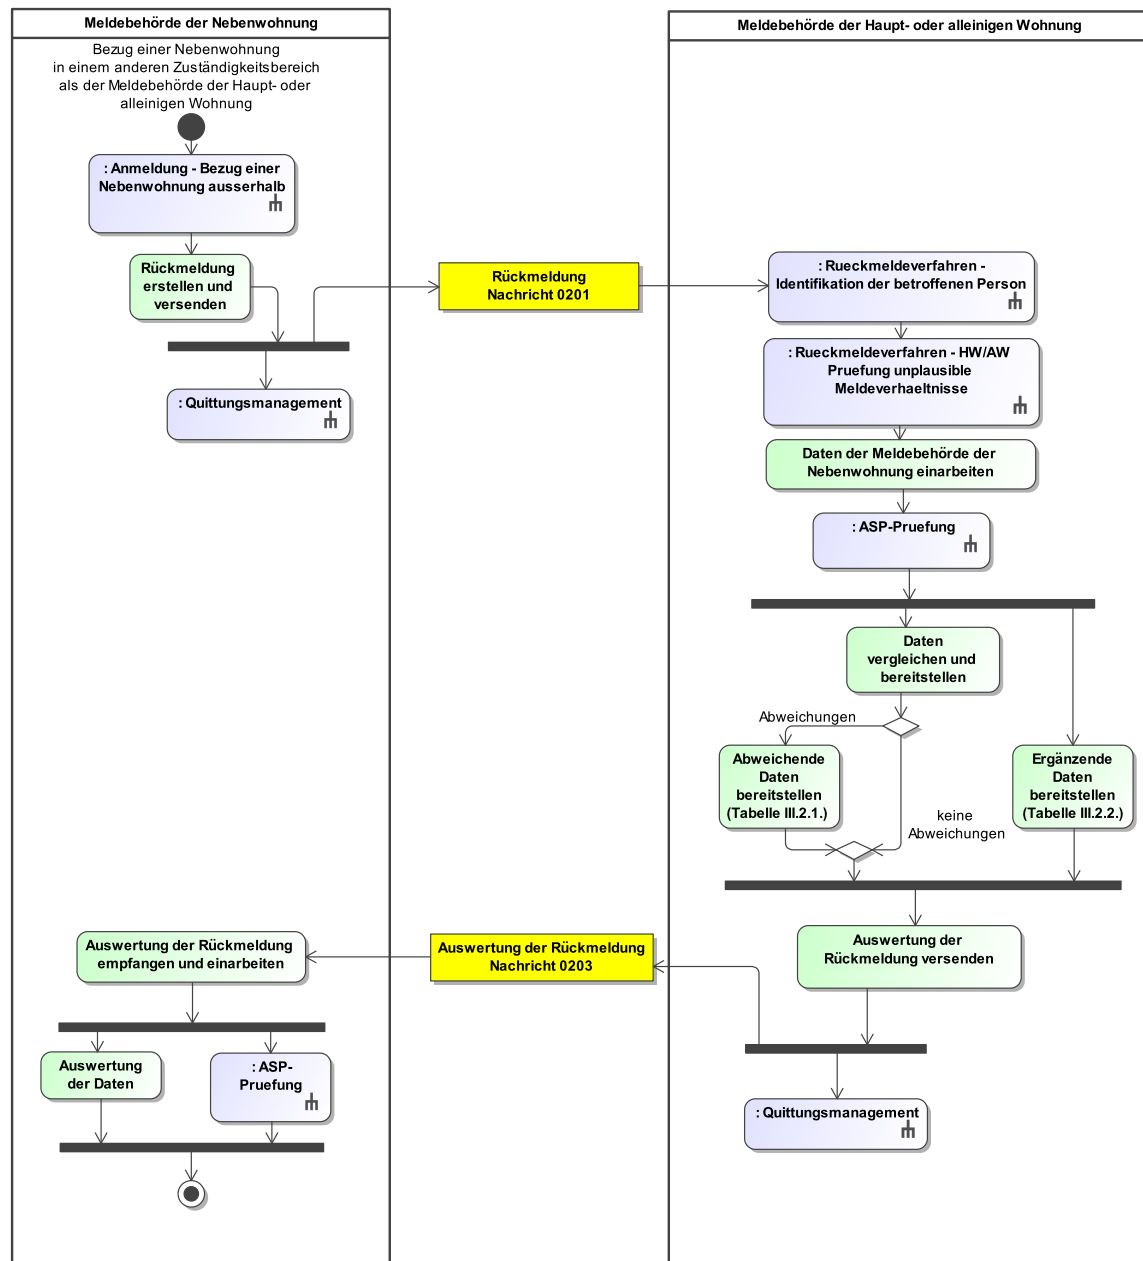 Meldebehörde der Nebenwohnung
Bezug einer Nebenwohnung
in einem anderen Zuständigkeitsbereich
als der Meldebehörde der Haupt- oder
alleinigen Wohnung
: Anmeldung - Bezug einer
Nebenwohnung ausserhalb
Rückmeldung
erstellen und
versenden
: Quittungsmanagement
Rückmeldung
Nachricht 0201
Meldebehörde der Haupt- oder alleinigen Wohnung
: Rueckmeldeverfahren -
Identifikation der betroffenen Person
: Rueckmeldeverfahren - HW/AW
Pruefung unplausible
Meldeverhaeltnisse
Daten der Meldebehörde der
Nebenwohnung einarbeiten
: ASP-Pruefung
Daten
vergleichen und
bereitstellen
Abweichungen
Abweichende
Daten
bereitstellen
(Tabelle III.2.1.)
keine
Abweichungen
Ergänzende
Daten
bereitstellen
(Tabelle III.2.2.)
Auswertung der
Rückmeldung versenden
: Quittungsmanagement
Auswertung der Rückmeldung
Nachricht 0203
Auswertung der Rückmeldung
empfangen und einarbeiten
Auswertung
der Daten
: ASP-
Pruefung